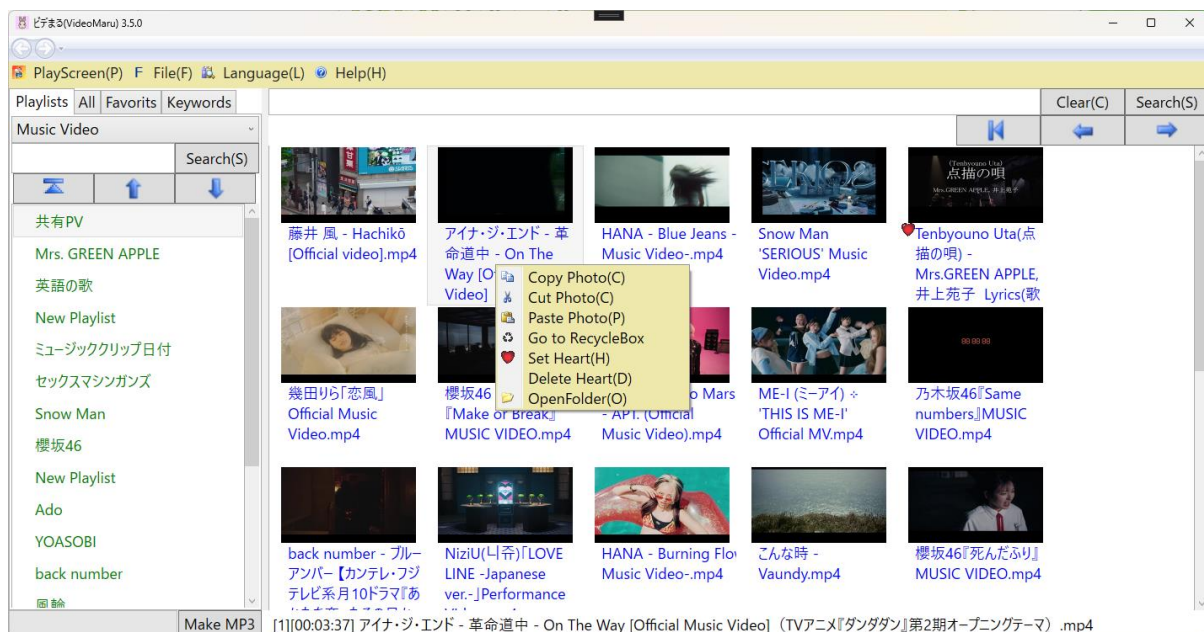 ビデまる(VideoMaru) 3.5.0
PlayScreen(P) F File(F) Language(L) Help(H)
Playlists All Favorits Keywords
Clear(C) Search(S)
Music Video
Search(S)
共有PV
Mrs. GREEN APPLE
英語の歌
New Playlist
ミュージッククリップ日付
セックスマシンガンズ
Snow Man
櫻坂46
New Playlist
Ado
YOASOBI
back number
風輪
Make MP3
藤井 風 - Hachikō
[Official video].mp4
アイナ・ジ・エンド - 革
命道中 - On The
Way [O
Video]
HANA - Blue Jeans -
Music Video-.mp4
SERIOUS
Snow Man
'SERIOUS' Music
Video.mp4
(Tenbyouno Uta)
点描の唄
Mrs.GREEN APPLE, 井上苑子
Tenbyouno Uta(点
描の唄) -
Mrs.GREEN APPLE,
井上苑子 Lyrics(歌
Copy Photo(C)
Cut Photo(C)
Paste Photo(P)
Go to RecycleBox
Set Heart(H)
Delete Heart(D)
OpenFolder(O)
幾田りら「恋風」
Official Music
Video.mp4
櫻坂46
『Make or Break』
MUSIC VIDEO.mp4
o Mars
- APT. (Official
Music Video).mp4
ME-I (ミーアイ) ⊹
'THIS IS ME-I'
Official MV.mp4
00:00:00
乃木坂46『Same
numbers』MUSIC
VIDEO.mp4
back number - ブルー
アンバー【カンテレ・フジ
テレビ系月10ドラマ『あ
NiziU(니쥬)「LOVE
LINE -Japanese
ver.-」Performance
HANA - Burning Flo
Music Video-.mp4
こんな時 -
Vaundy.mp4
櫻坂46『死んだふり』
MUSIC VIDEO.mp4
[1][00:03:37] アイナ・ジ・エンド - 革命道中 - On The Way [Official Music Video]（TVアニメ『ダンダダン』第2期オープニングテーマ）.mp4